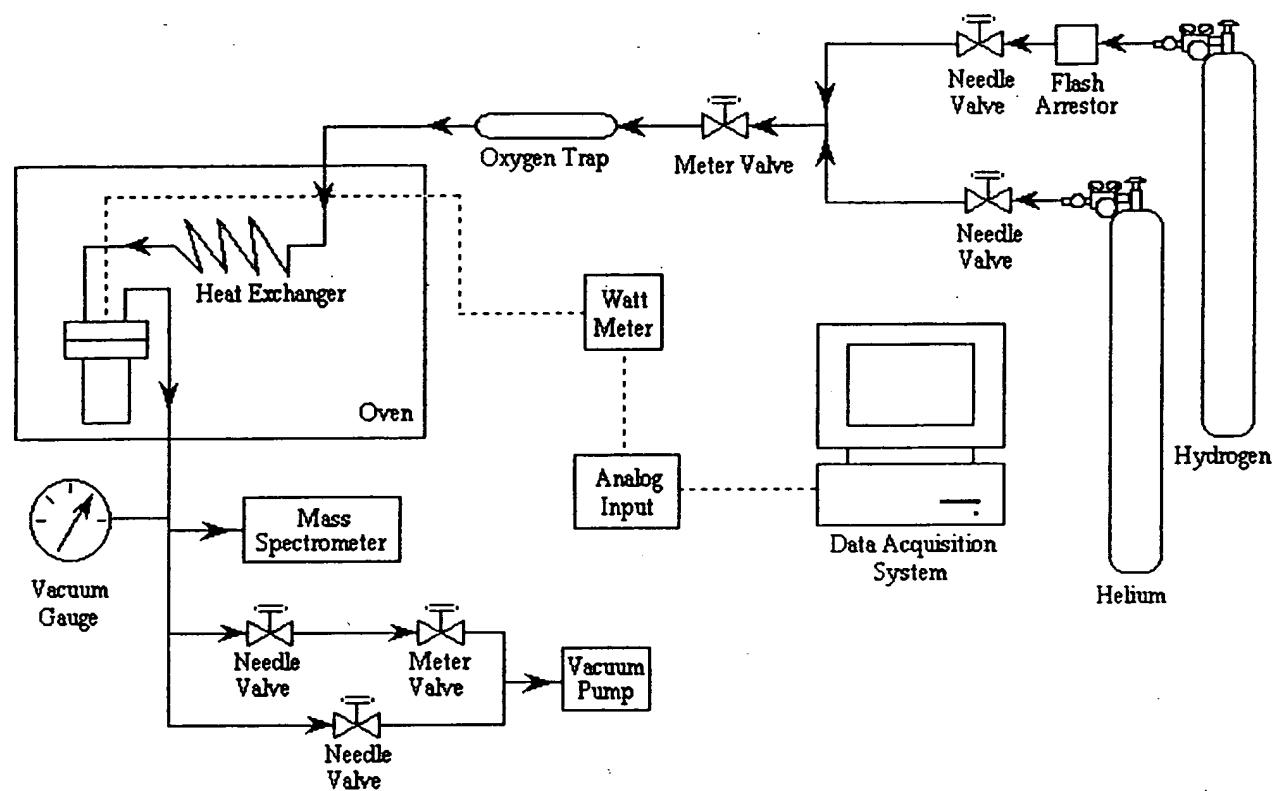 Needle
Valve
Flash
Arrestor
Oxygen Trap
Meter Valve
Needle
Valve
Heat Exchanger
Watt
Meter
Oven
Hydrogen
Analog
Input
Mass
Spectrometer
Data Acquisition
System
Vacuum
Gauge
Helium
Needle
Valve
Meter
Valve
Vacuum
Pump
Needle
Valve